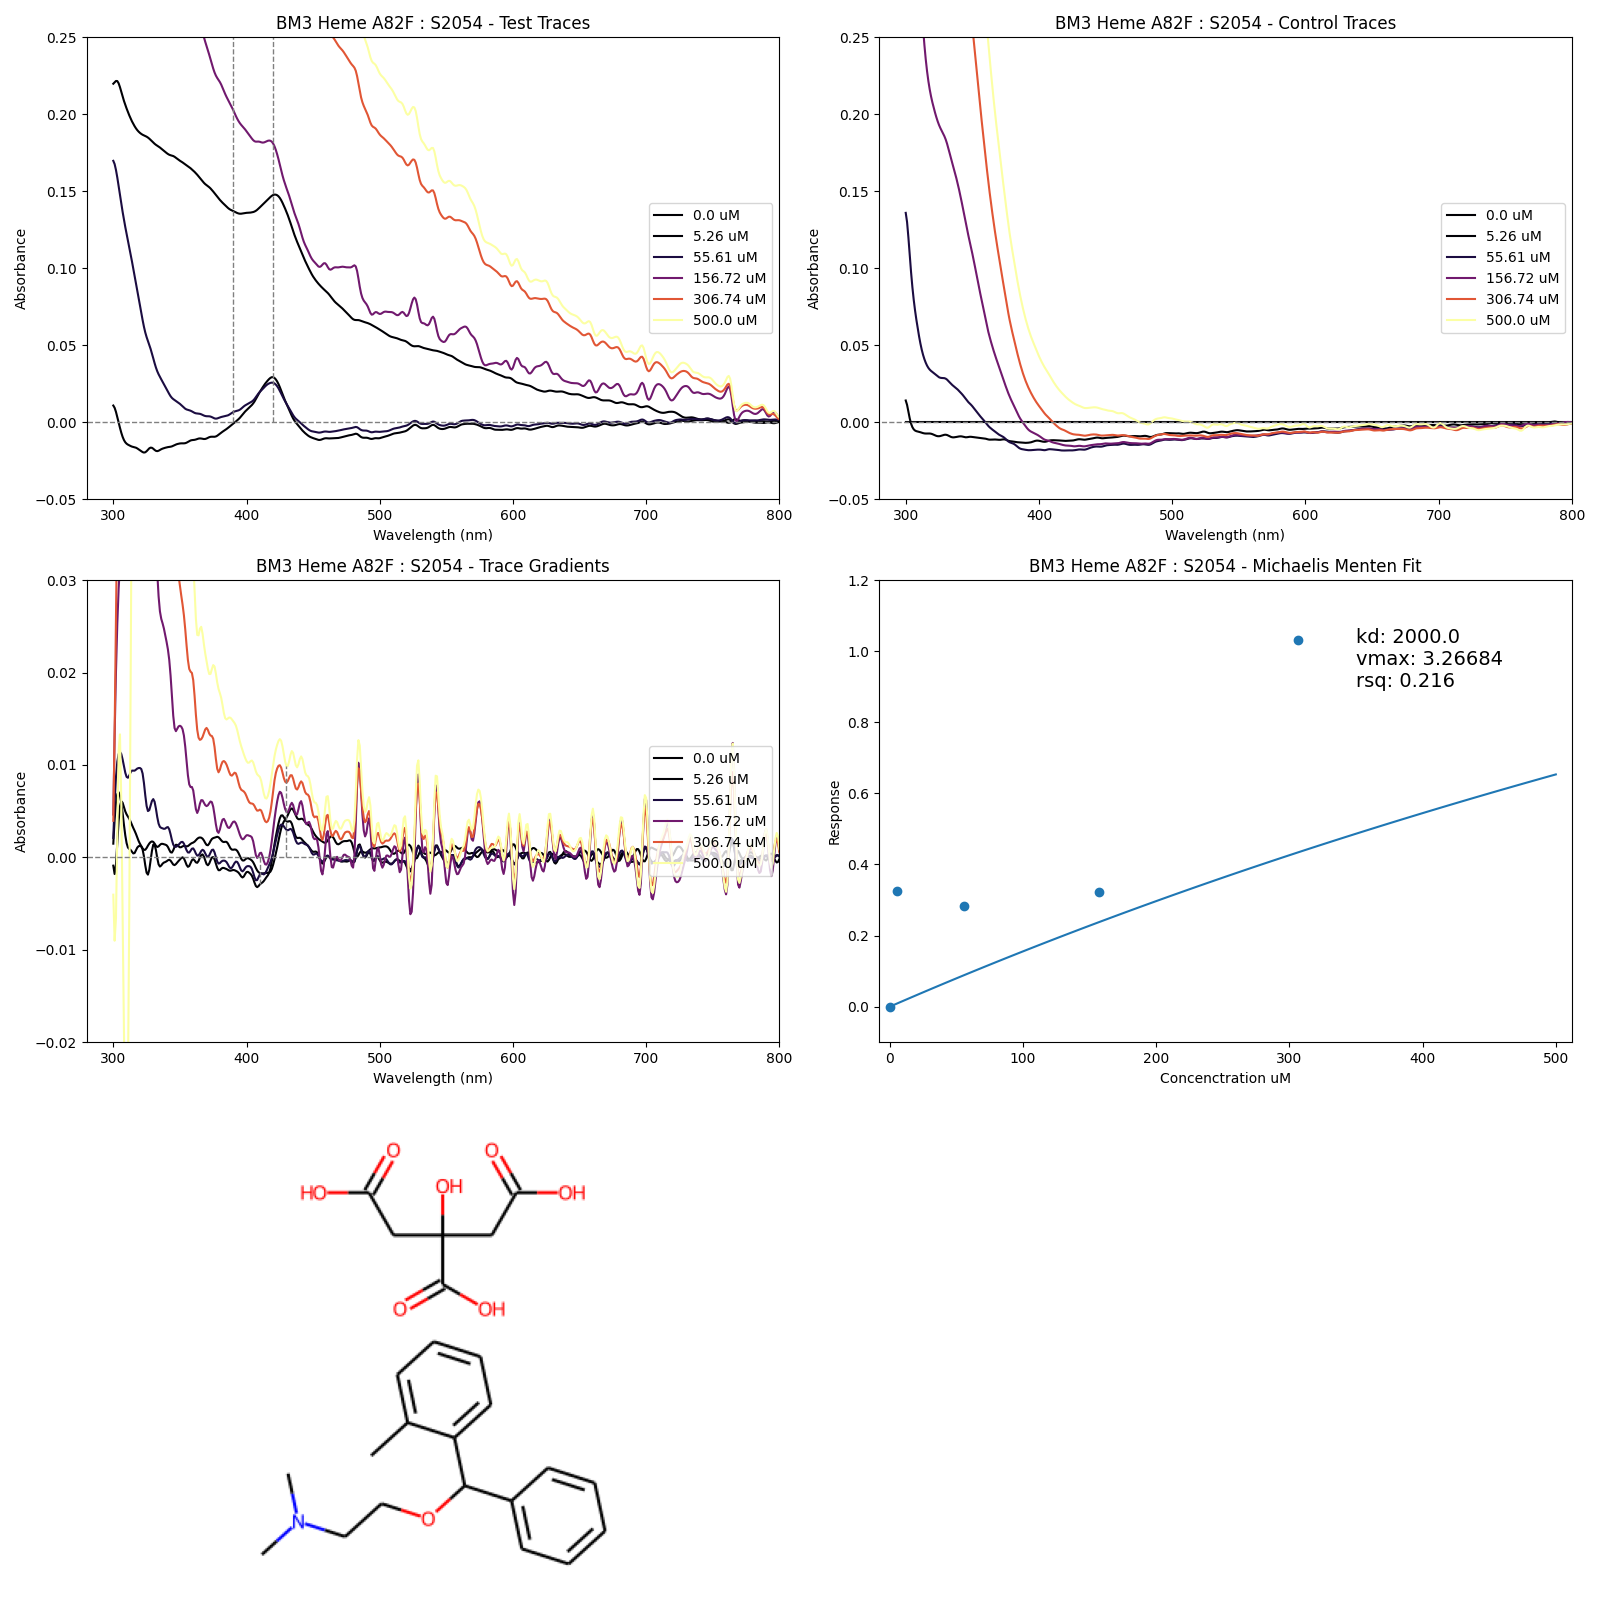 BM3 Heme A82F : S2054 - Test Traces
0.25
0.20
0.15
0.10
0.05
0.00
−0.05
Absorbance
0.0 uM
5.26 uM
55.61 uM
156.72 uM
306.74 uM
500.0 uM
300
400
500
600
700
800
Wavelength (nm)
BM3 Heme A82F : S2054 - Control Traces
0.25
0.20
0.15
0.10
0.05
0.00
−0.05
Absorbance
0.0 uM
5.26 uM
55.61 uM
156.72 uM
306.74 uM
500.0 uM
300
400
500
600
700
800
Wavelength (nm)
BM3 Heme A82F : S2054 - Trace Gradients
0.03
0.02
0.01
0.00
−0.01
−0.02
Absorbance
0.0 uM
5.26 uM
55.61 uM
156.72 uM
306.74 uM
500.0 uM
300
400
500
600
700
800
Wavelength (nm)
BM3 Heme A82F : S2054 - Michaelis Menten Fit
1.2
1.0
0.8
0.6
0.4
0.2
0.0
Response
kd: 2000.0
vmax: 3.26684
rsq: 0.216
0
100
200
300
400
500
Concenctration uM
O
O
HO
OH
OH
O
OH
N
O